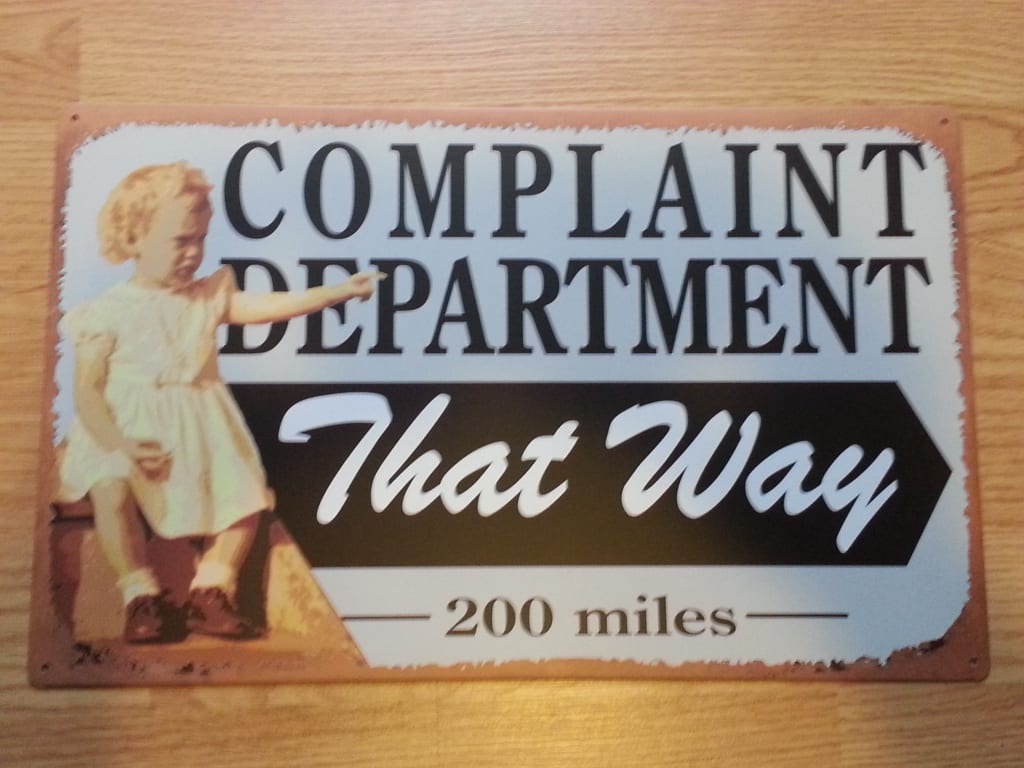 COMPLAINT
DEPARTMENT
That Way
200 miles